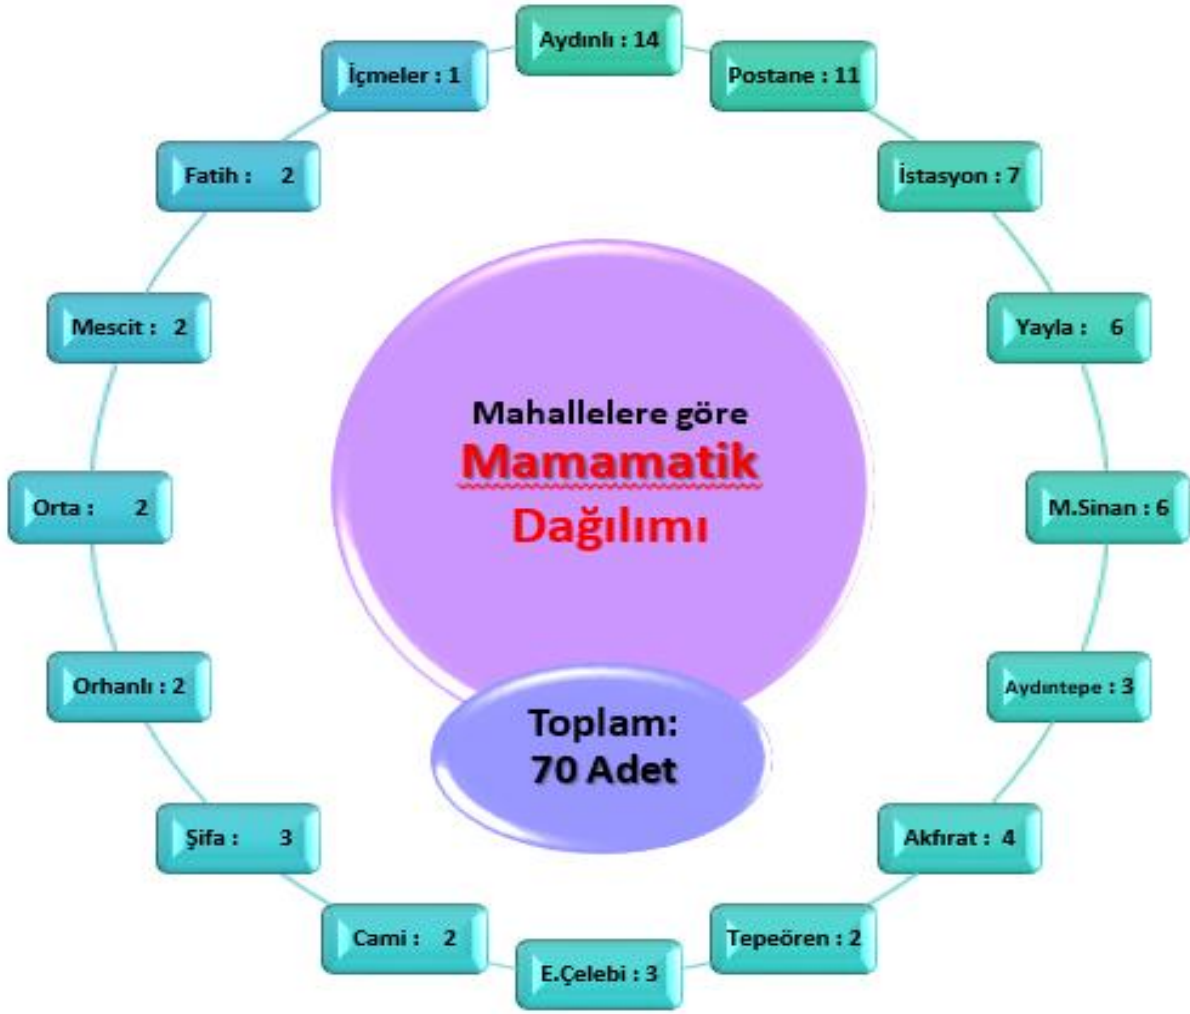 Aydınlı : 14
Postane : 11
İstasyon : 7
Yayla : 6
M.Sinan : 6
Aydıntepe : 3
Akfırat : 4
Tepeören : 2
E.Çelebi : 3
Cami : 2
Şifa : 3
Orhanlı : 2
Orta : 2
Mescit : 2
Fatih : 2
İçmeler : 1
Mahallelere göre
Mamamatik
Dağılımı
Toplam:
70 Adet